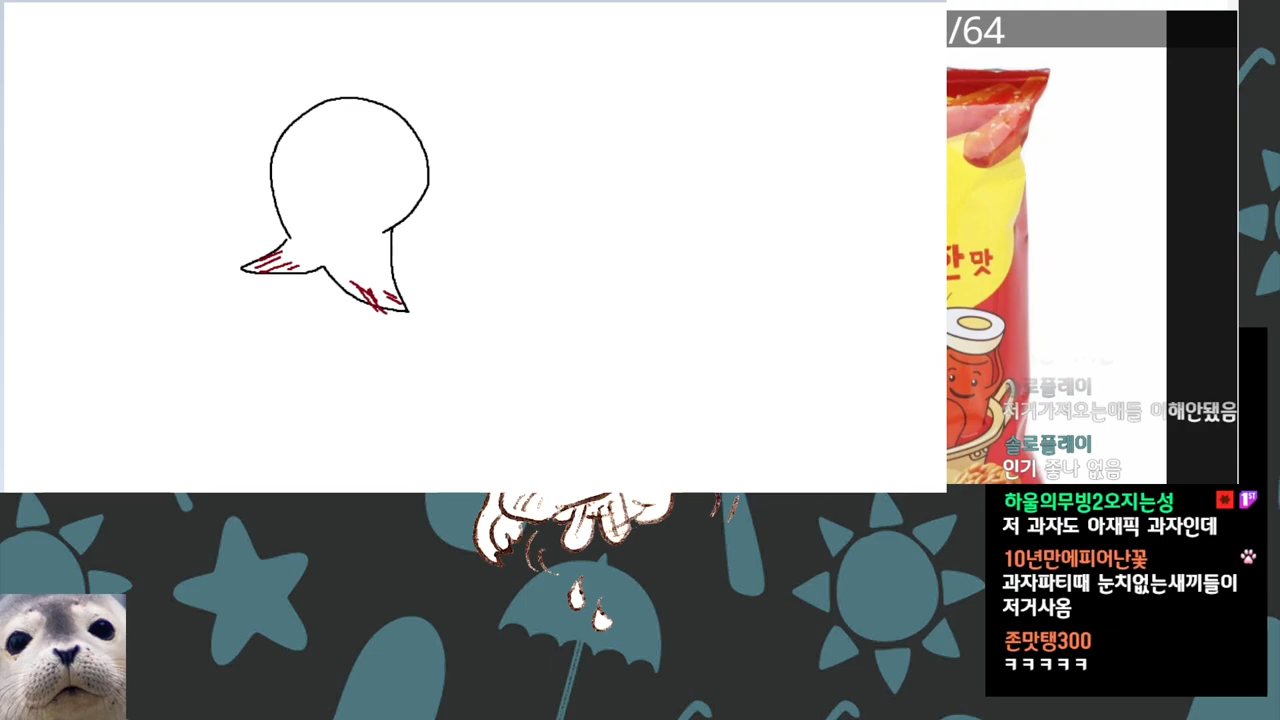 /64
한맛
솔로플레이
저거가져오는애들 이해안됐음
솔로플레이
인기 좋나 없음
하울의무빙2오지는성
1ST
저 과자도 아재픽 과자인데
10년만에피어난꽃
과자파티때 눈치없는새끼들이
저거사옴
존맛탱300
ㅋㅋㅋㅋㅋ